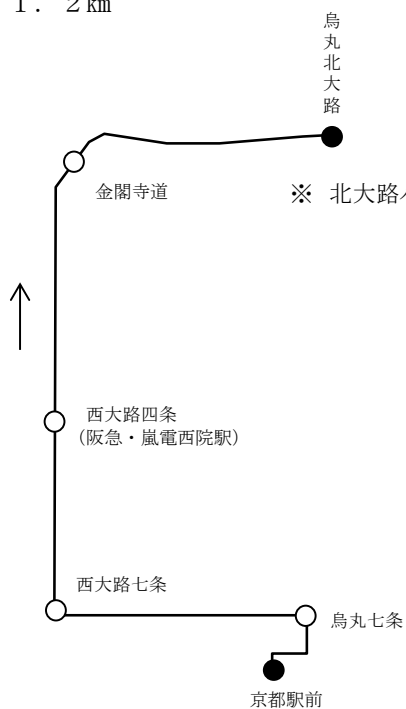 1. 2km
烏丸北大路
金閣寺道
※ 北大路
西大路四条
(阪急・嵐電西院駅)
西大路七条
烏丸七条
京都駅前